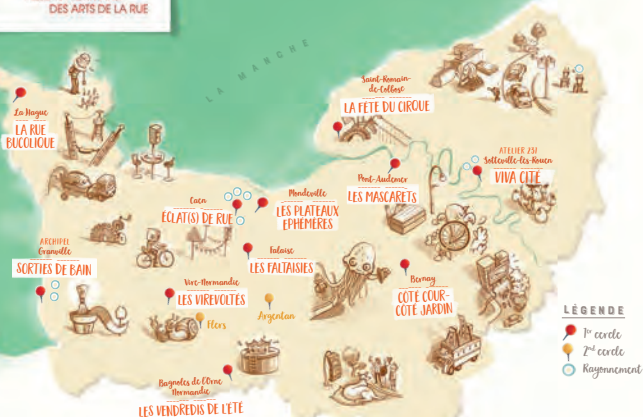 DES ARTS DE LA RUE
LA MANCHE
La Hague
LA RUE
BUCOLIQUE
Saint-Romain-
de-Colbosc
LA FÊTE DU CIRQUE
Pont-Audemer
LES MASCARETS
ATELIER 231
Sotteville-lès-Rouen
VIVA CITÉ
Caen
ÉCLAT(S) DE RUE
Mondeville
LES PLATEAUX
ÉPHÉMÈRES
Falaise
LES FALTAISIES
ARCHIPEL
Granville
SORTIES DE BAIN
Vire-Normandie
LES VIREVOLTÉS
Flers
Argentan
Bernay
CÔTÉ COUR-
CÔTÉ JARDIN
Bagnoles de l'Orne
Normandie
LES VENDREDIS DE L'ÉTÉ
LÉGENDE
1er cercle
2nd cercle
Rayonnement